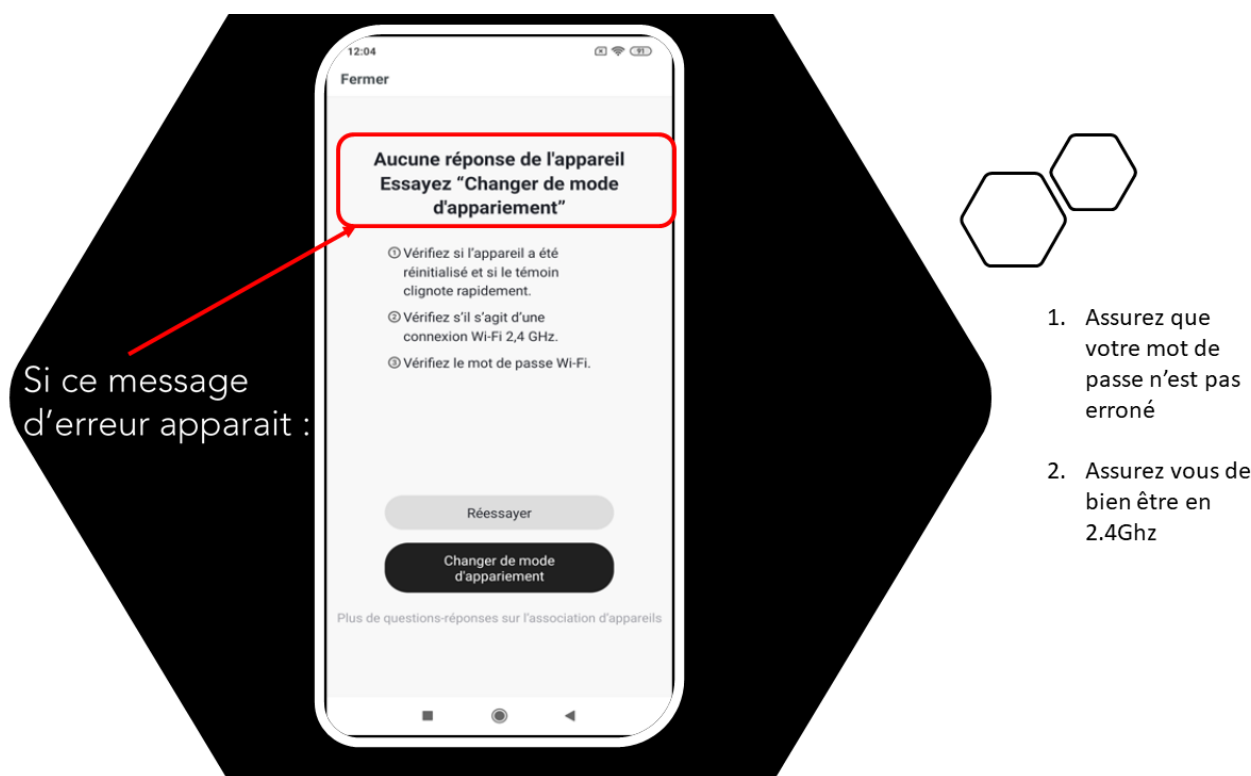 12:04
91
Fermer
Aucune réponse de l'appareil
Essayez “Changer de mode
d'appariement”
① Vérifiez si l'appareil a été
réinitialisé et si le témoin
clignote rapidement.
② Vérifiez s'il s'agit d'une
connexion Wi-Fi 2,4 GHz.
③ Vérifiez le mot de passe Wi-Fi.
Réessayer
Changer de mode
d'appariement
Plus de questions-réponses sur l'association d'appareils
Si ce message
d’erreur apparait :
1. Assurez que
votre mot de
passe n’est pas
erroné
2. Assurez vous de
bien être en
2.4Ghz